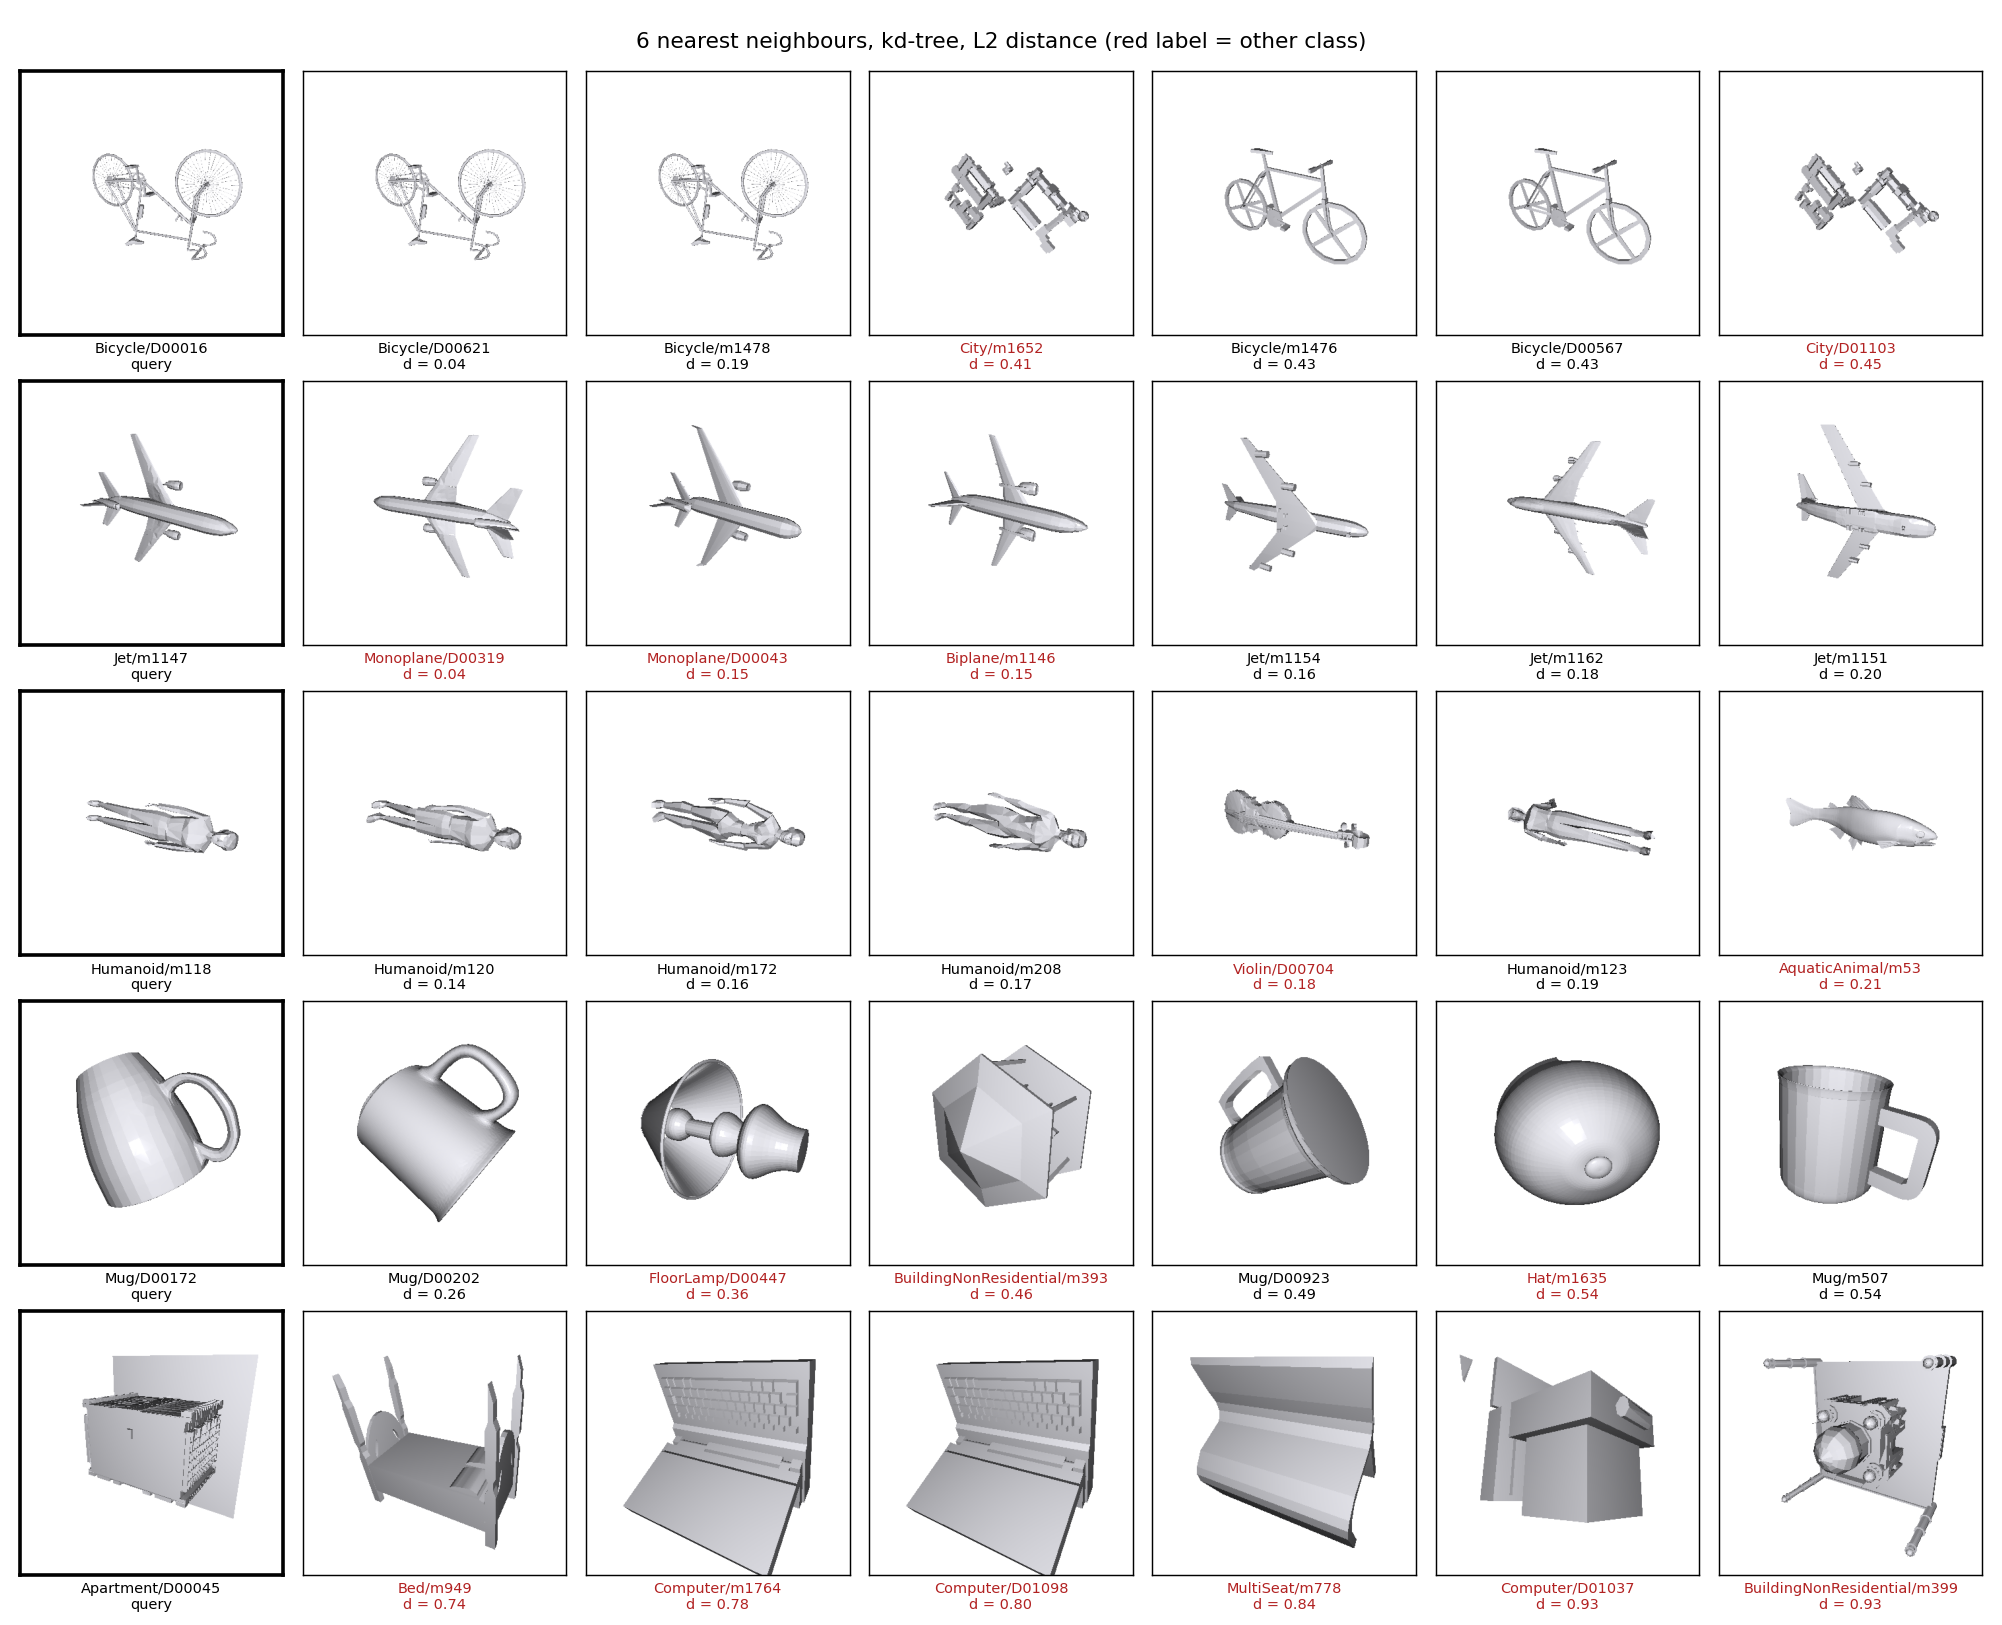 6 nearest neighbours, kd-tree, L2 distance (red label = other class)
Bicycle/D00016
query
Bicycle/D00621
d = 0.04
Bicycle/m1478
d = 0.19
City/m1652
d = 0.41
Bicycle/m1476
d = 0.43
Bicycle/D00567
d = 0.43
City/D01103
d = 0.45
Jet/m1147
query
Monoplane/D00319
d = 0.04
Monoplane/D00043
d = 0.15
Biplane/m1146
d = 0.15
Jet/m1154
d = 0.16
Jet/m1162
d = 0.18
Jet/m1151
d = 0.20
Humanoid/m118
query
Humanoid/m120
d = 0.14
Humanoid/m172
d = 0.16
Humanoid/m208
d = 0.17
Violin/D00704
d = 0.18
Humanoid/m123
d = 0.19
AquaticAnimal/m53
d = 0.21
Mug/D00172
query
Mug/D00202
d = 0.26
FloorLamp/D00447
d = 0.36
BuildingNonResidential/m393
d = 0.46
Mug/D00923
d = 0.49
Hat/m1635
d = 0.54
Mug/m507
d = 0.54
Apartment/D00045
query
Bed/m949
d = 0.74
Computer/m1764
d = 0.78
Computer/D01098
d = 0.80
MultiSeat/m778
d = 0.84
Computer/D01037
d = 0.93
BuildingNonResidential/m399
d = 0.93